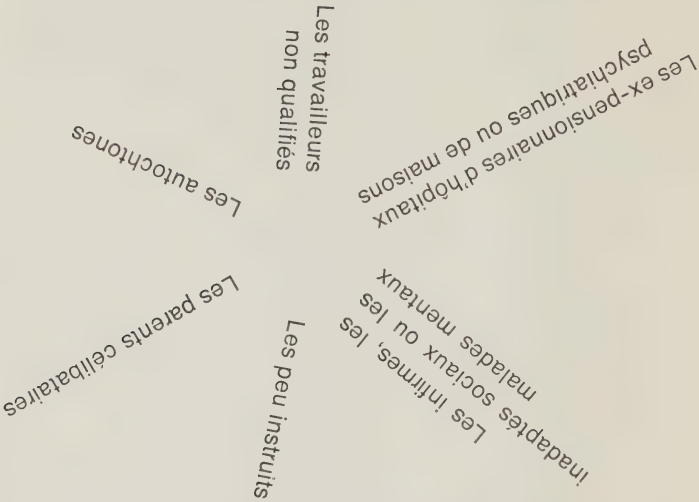 Les travailleurs
non qualifiés
Les ex-pensionnaires d'hôpitaux
psychiatriques ou de maisons
Les infirmes, les
inadaptés sociaux ou les
malades mentaux
Les peu instruits
Les parents célibataires
Les autochtones